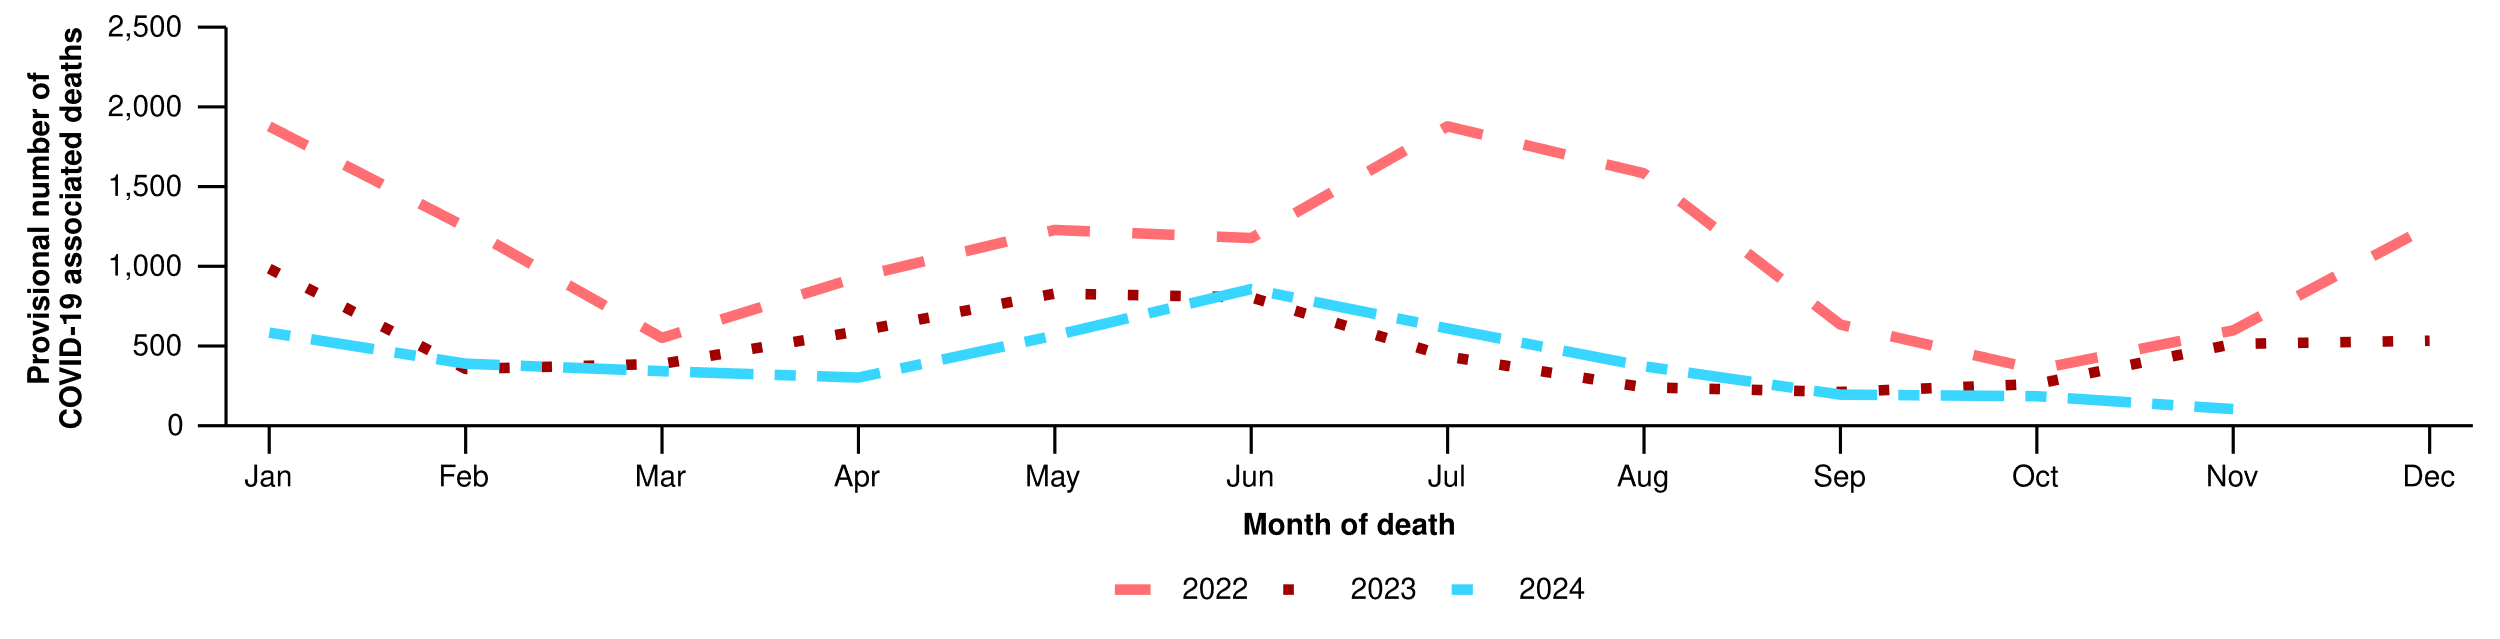 Provisional number of
COVID-19 associated deaths
2,500
2,000
1,500
1,000
500
0
Jan Feb Mar Apr May Jun Jul Aug Sep Oct Nov Dec
Month of death
2022 2023 2024